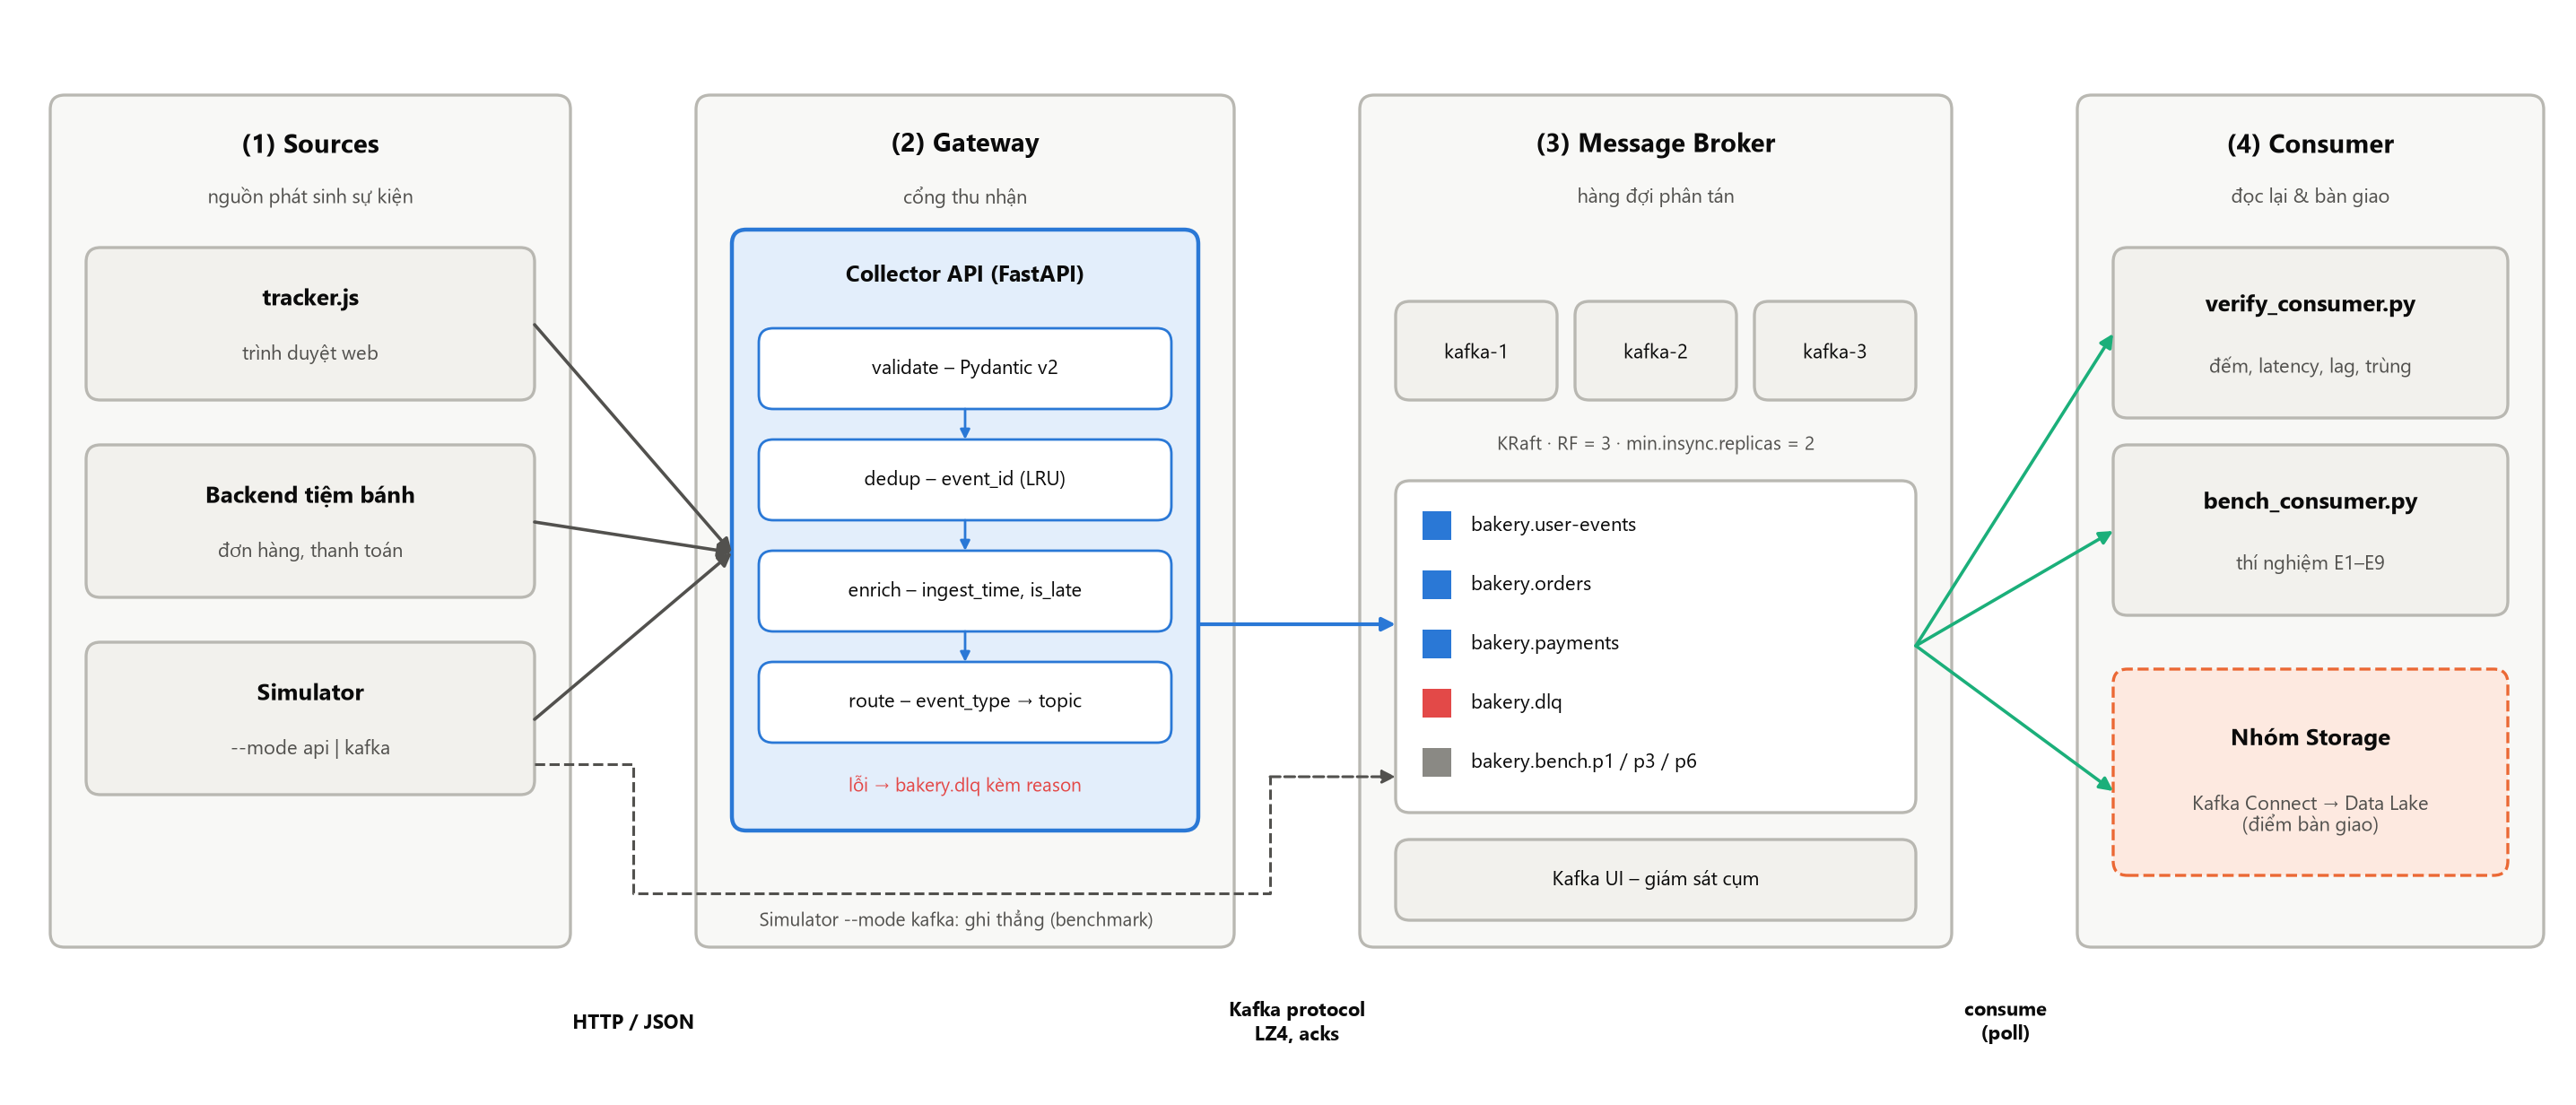 (1) Sources
nguồn phát sinh sự kiện
tracker.js
trình duyệt web
Backend tiệm bánh
đơn hàng, thanh toán
Simulator
--mode api | kafka
(2) Gateway
cổng thu nhận
Collector API (FastAPI)
validate – Pydantic v2
dedup – event_id (LRU)
enrich – ingest_time, is_late
route – event_type → topic
lỗi → bakery.dlq kèm reason
Simulator --mode kafka: ghi thẳng (benchmark)
(3) Message Broker
hàng đợi phân tán
kafka-1
kafka-2
kafka-3
KRaft · RF = 3 · min.insync.replicas = 2
bakery.user-events
bakery.orders
bakery.payments
bakery.dlq
bakery.bench.p1 / p3 / p6
Kafka UI – giám sát cụm
(4) Consumer
đọc lại & bàn giao
verify_consumer.py
đếm, latency, lag, trùng
bench_consumer.py
thí nghiệm E1–E9
Nhóm Storage
Kafka Connect → Data Lake
(điểm bàn giao)
HTTP / JSON
Kafka protocol
LZ4, acks
consume
(poll)